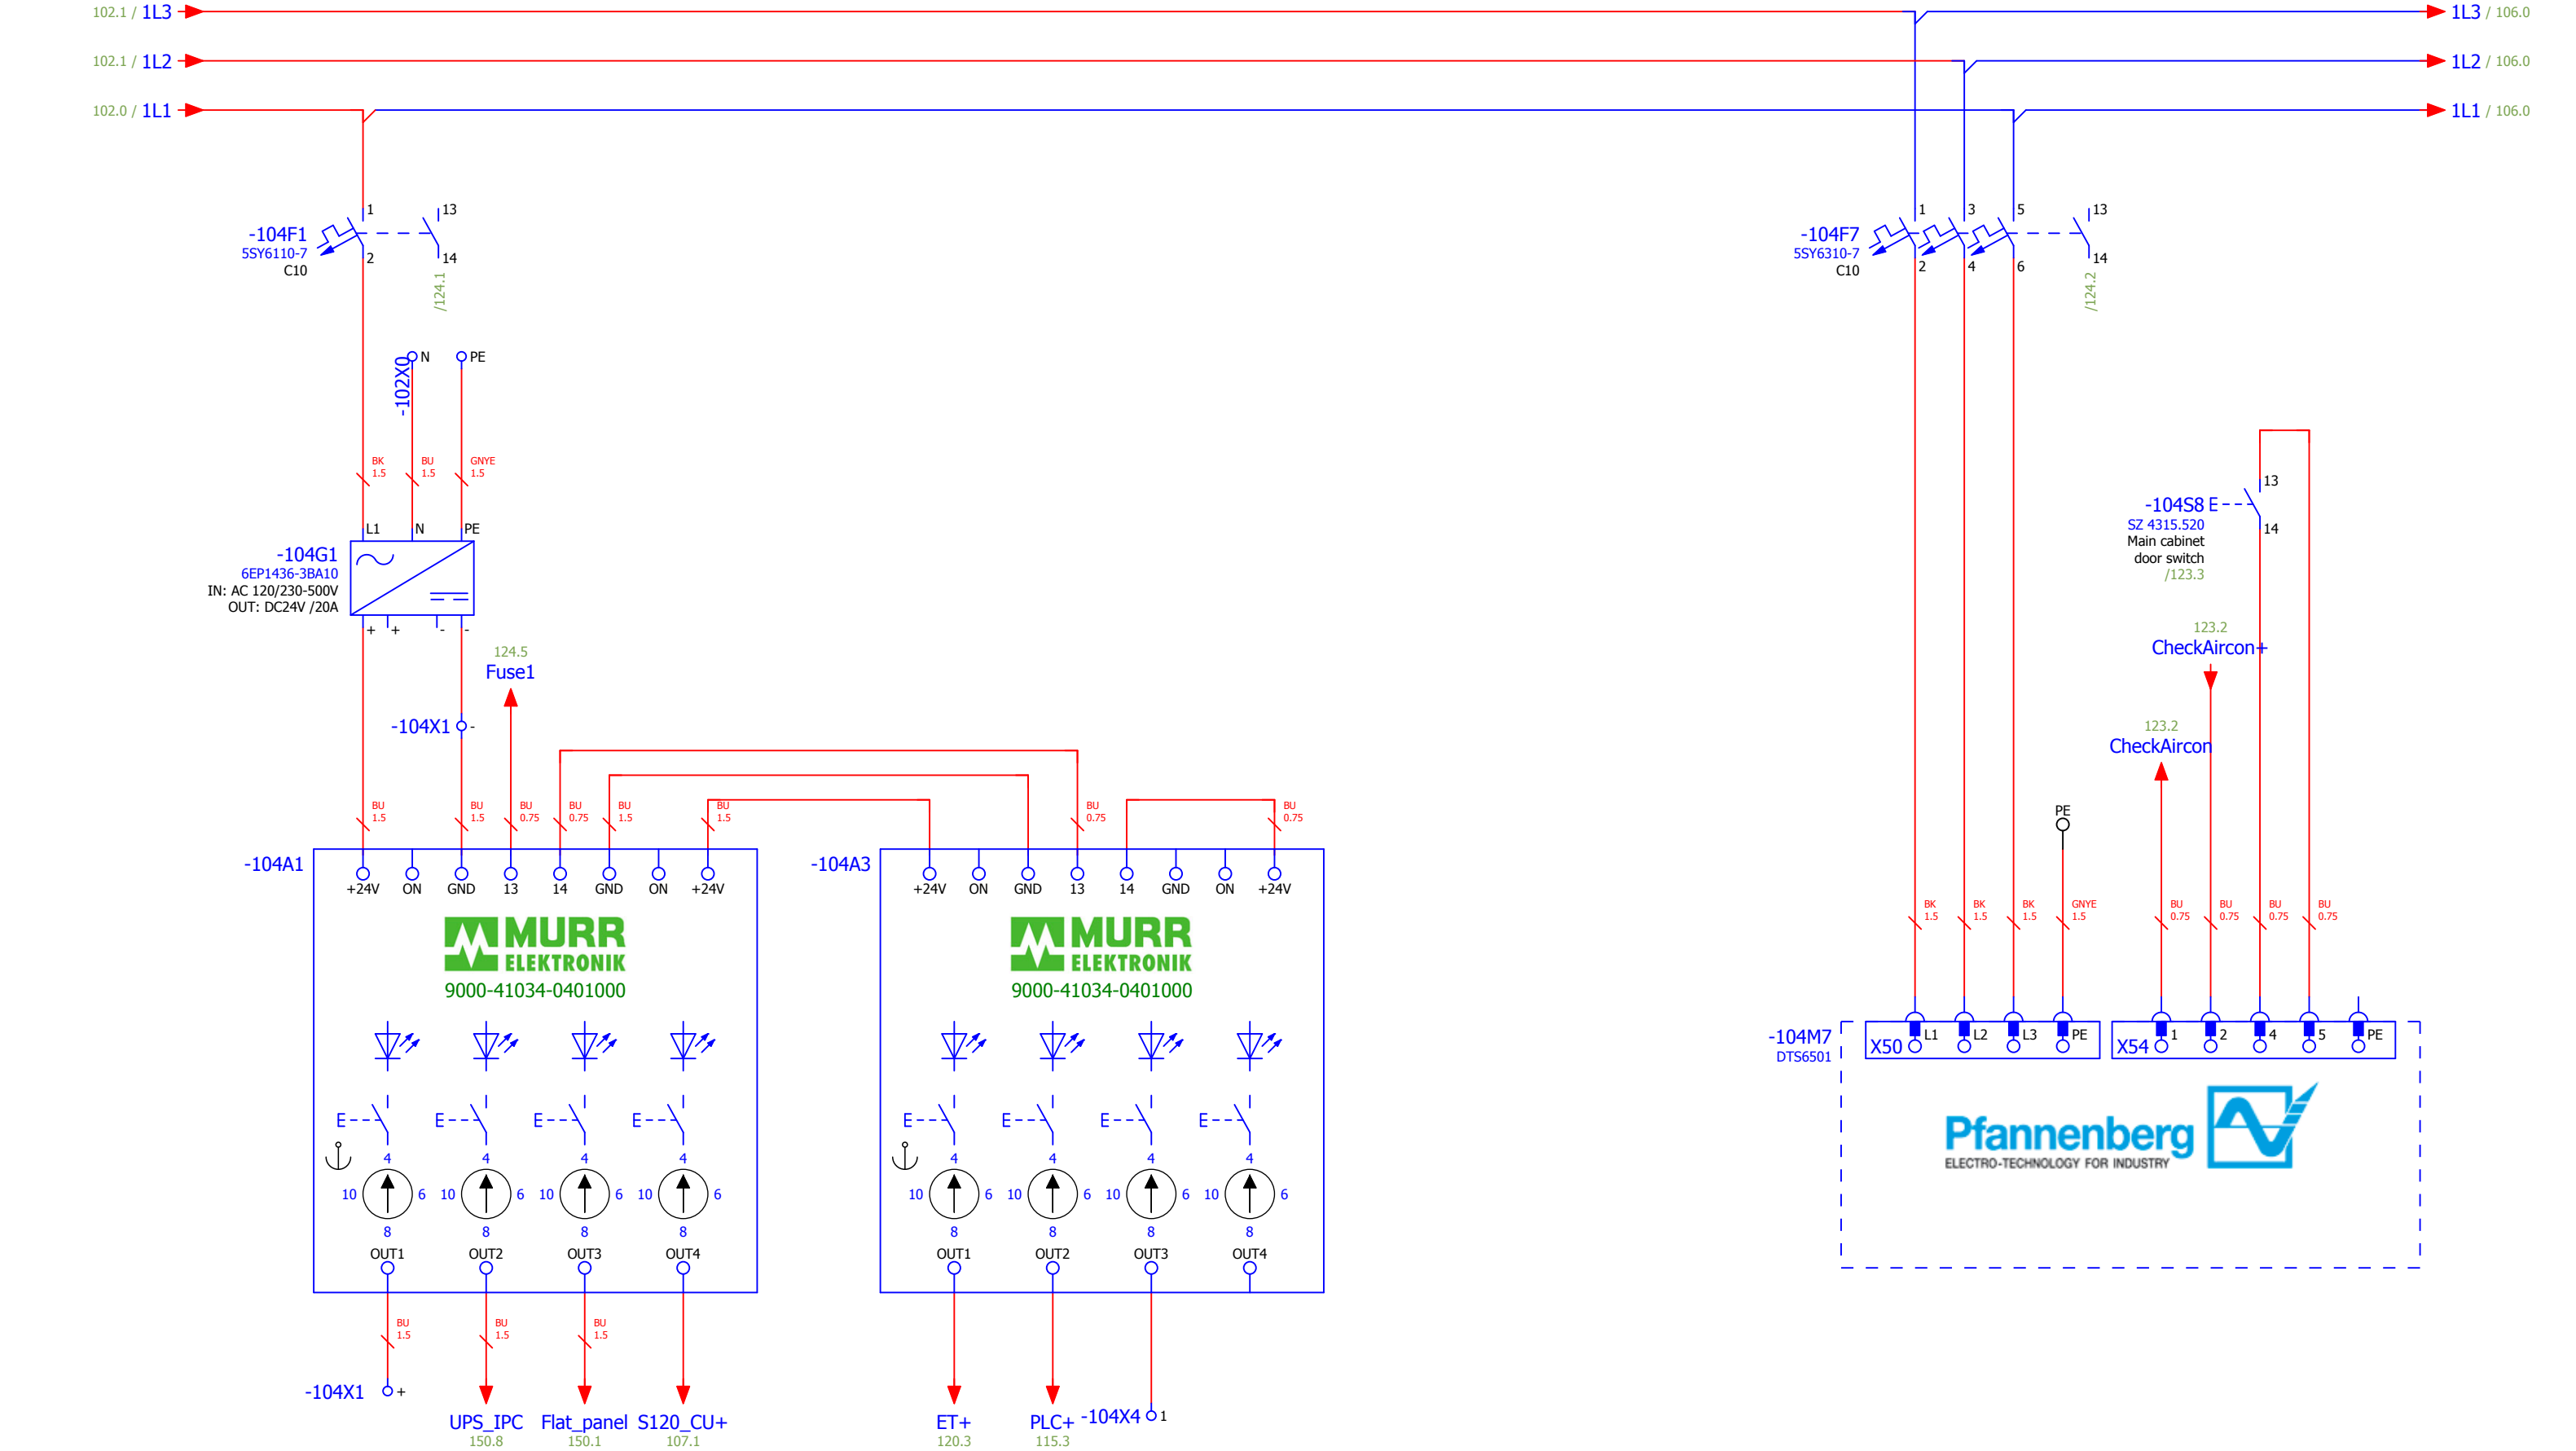 102.1 / 1L3
1L3 / 106.0
102.1 / 1L2
1L2 / 106.0
102.0 / 1L1
1L1 / 106.0
-104F1
5SY6110-7
C10
1
2
13
14
/124.1
-104F7
5SY6310-7
C10
1
2
3
4
5
6
13
14
/124.2
-102X0
N
PE
BK
1.5
BU
1.5
GNYE
1.5
L1
N
PE
-104G1
6EP1436-3BA10
IN: AC 120/230-500V
OUT: DC24V /20A
+
+
-
-
13
-104S8
14
SZ 4315.520
Main cabinet
door switch
/123.3
124.5
Fuse1
-104X1
-
123.2
CheckAircon+
123.2
CheckAircon
PE
BU
1.5
BU
1.5
BU
0.75
BU
0.75
BU
1.5
BU
1.5
BU
0.75
BU
0.75
-104A1
+24V
ON
GND
13
14
GND
ON
+24V
MURR
ELEKTRONIK
9000-41034-0401000
4
10
6
8
4
10
6
8
4
10
6
8
4
10
6
8
OUT1
OUT2
OUT3
OUT4
BU
1.5
BU
1.5
BU
1.5
-104X1
+
UPS_IPC
150.8
Flat_panel
150.1
S120_CU+
107.1
-104A3
+24V
ON
GND
13
14
GND
ON
+24V
MURR
ELEKTRONIK
9000-41034-0401000
4
10
6
8
4
10
6
8
4
10
6
8
4
10
6
8
OUT1
OUT2
OUT3
OUT4
ET+
120.3
PLC+
115.3
-104X4
1
BK
1.5
BK
1.5
BK
1.5
GNYE
1.5
BU
0.75
BU
0.75
BU
0.75
BU
0.75
-104M7
DTS6501
X50
L1
L2
L3
PE
X54
1
2
4
5
PE
Pfannenberg
ELECTRO-TECHNOLOGY FOR INDUSTRY